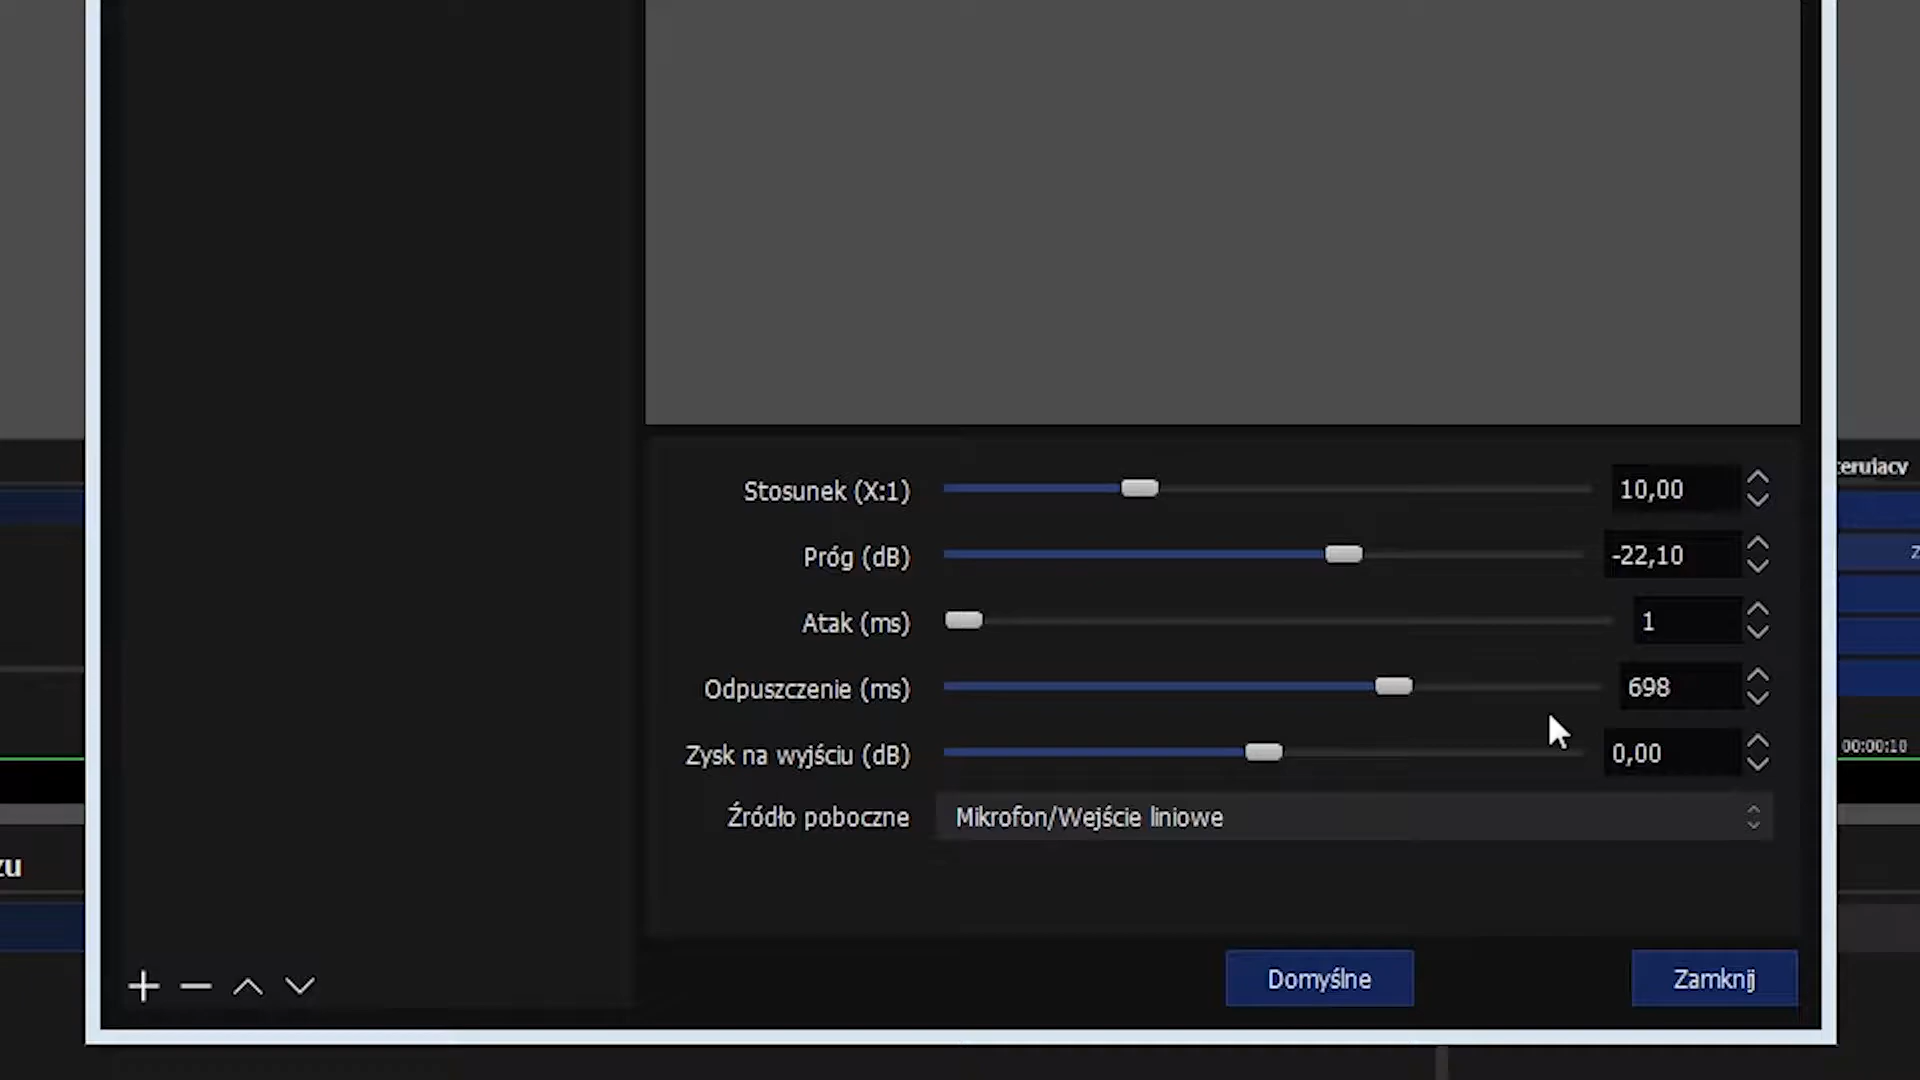 Stosunek (X:1) 10,00
Próg (dB) -22,10
Atak (ms) 1
Odpuszczenie (ms) 698
Zysk na wyjściu (dB) 0,00
00:00:10
Źródło poboczne Mikrofon/Wejście liniowe
zu
Domyślne Zamknij